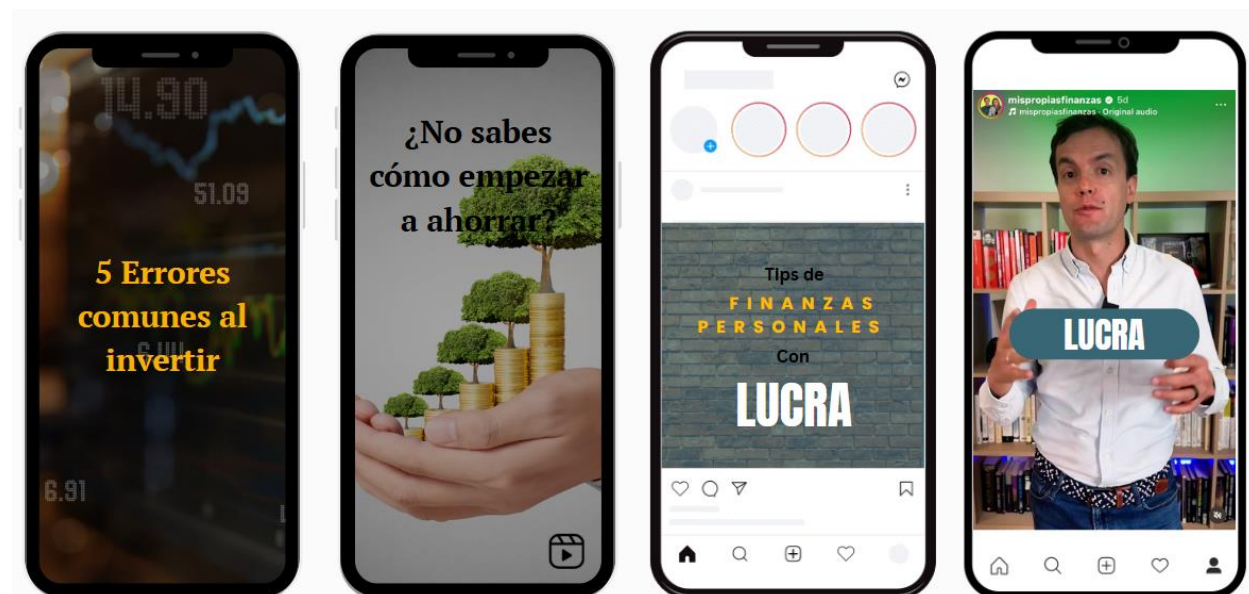 14.90
51.09
5 Errores
comunes al
invertir
6.91
¿No sabes
cómo empezar
a ahorrar?
Tips de
FINANZAS
PERSONALES
Con
LUCRA
mispropiasfinanzas 5d
mispropiasfinanzas · Original audio
LUCRA